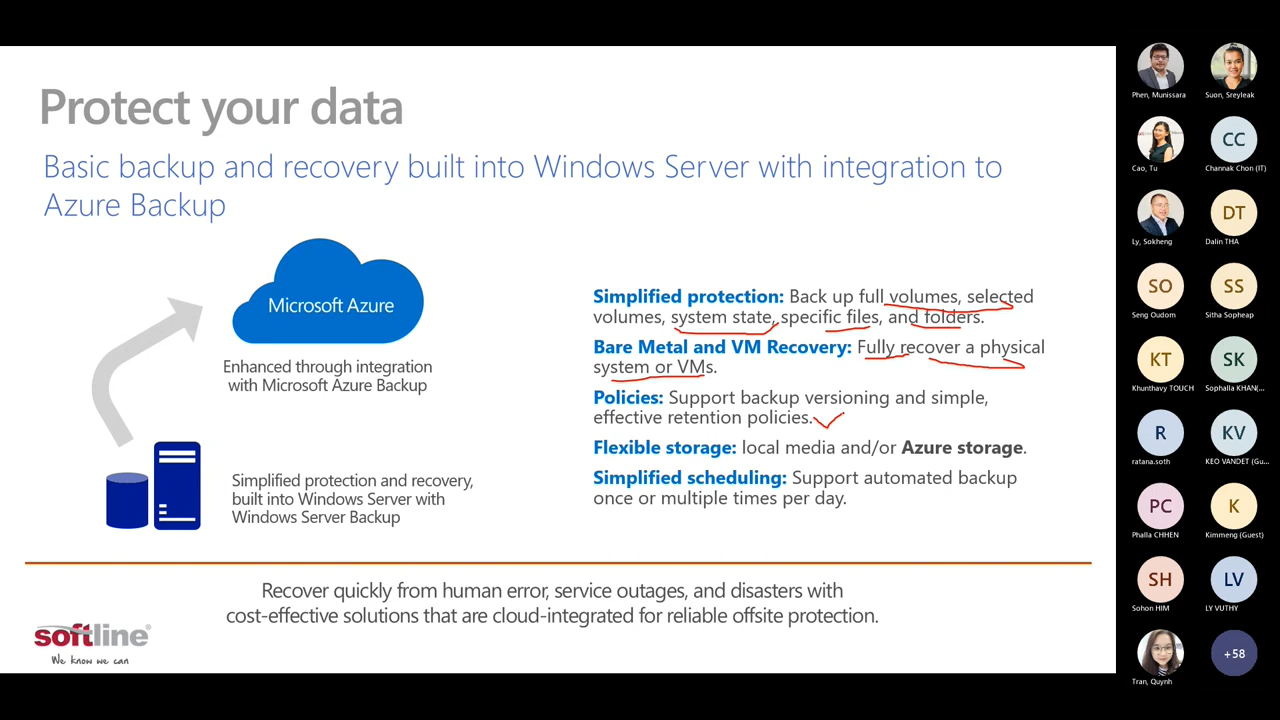 Protect your data
Basic backup and recovery built into Windows Server with integration to
Azure Backup
Microsoft Azure
Enhanced through integration
with Microsoft Azure Backup
Simplified protection and recovery,
built into Windows Server with
Windows Server Backup
Simplified protection: Back up full volumes, selected
volumes, system state, specific files, and folders.
Bare Metal and VM Recovery: Fully recover a physical
system or VMs.
Policies: Support backup versioning and simple,
effective retention policies.
Flexible storage: local media and/or Azure storage.
Simplified scheduling: Support automated backup
once or multiple times per day.
Recover quickly from human error, service outages, and disasters with
cost-effective solutions that are cloud-integrated for reliable offsite protection.
softline®
We know we can
Phen, Munissara
Suon, Sreyleak
Cao, Tu
CC
Channak Chon (IT)
Ly, Sokheng
DT
Dalin THA
SO
Seng Oudom
SS
Sitha Sopheap
KT
Khunthavy TOUCH
SK
Sophalla KHAN(...
R
ratana.soth
KV
KEO VANDET (Gu...
PC
Phalla CHHEN
K
Kimmeng (Guest)
SH
Sohon HIM
LV
LY VUTHY
Tran, Quynh
+58